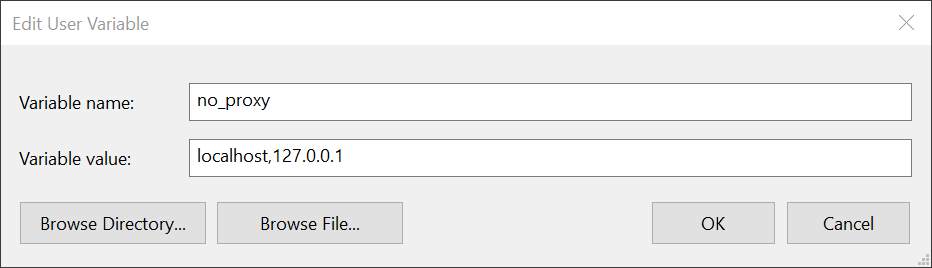 Edit User Variable
Variable name: no_proxy
Variable value: localhost,127.0.0.1
Browse Directory... Browse File... OK Cancel